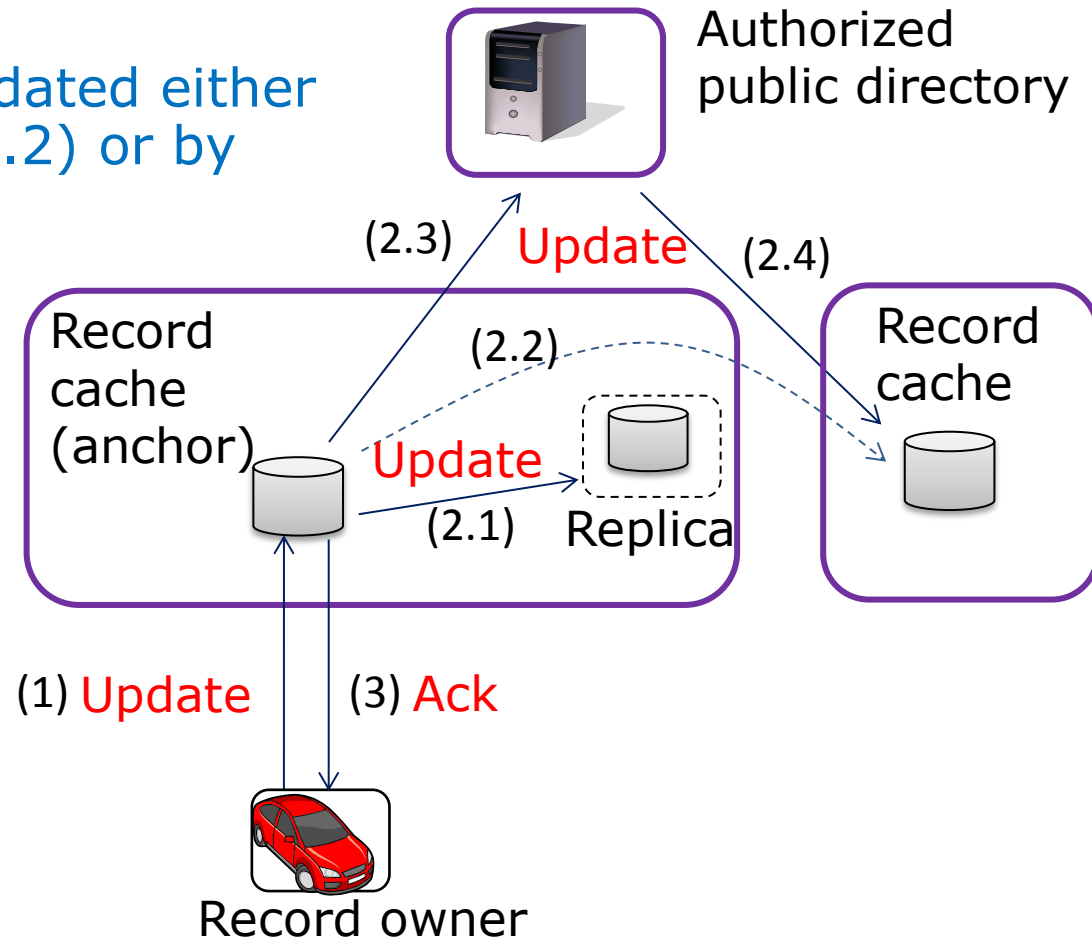 Authorized
public directory
dated either
.2) or by
(2.3)
Update
(2.4)
Record
cache
(anchor)
(2.2)
Record
cache
Update
(2.1)
Replica
(1) Update
(3) Ack
Record owner